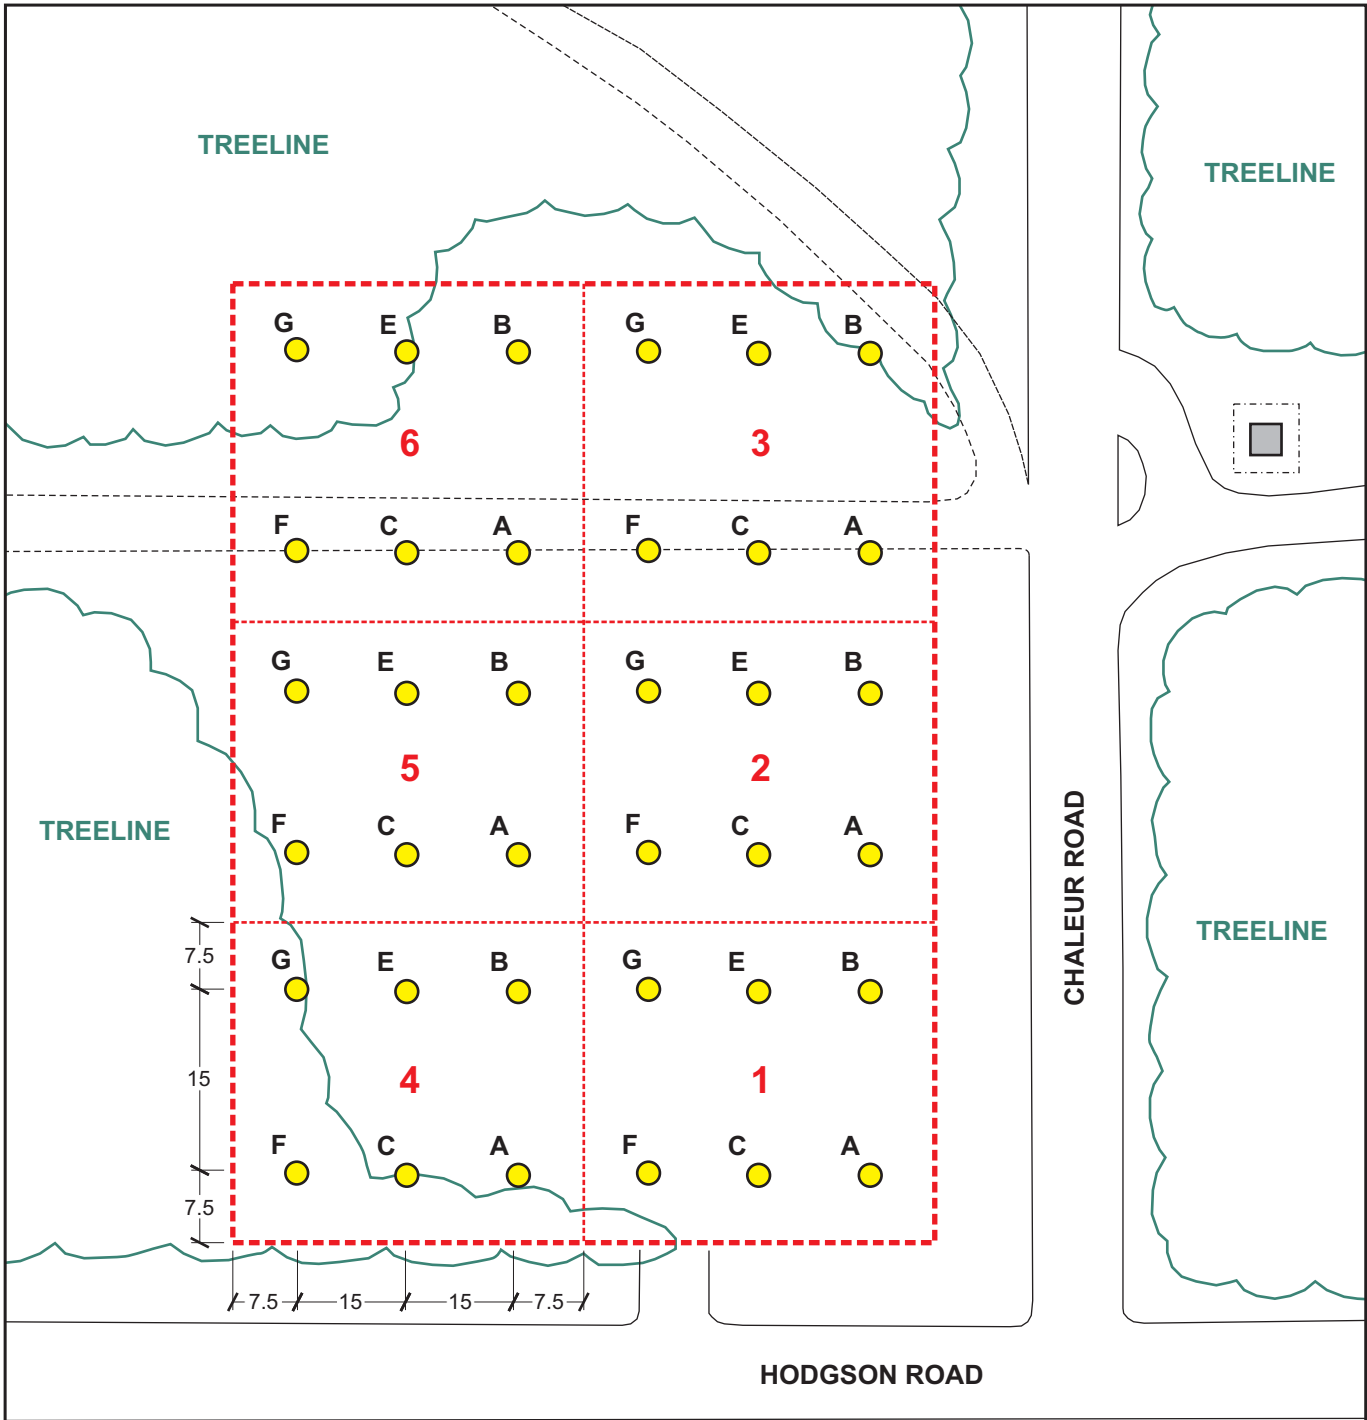 TREELINE
TREELINE
G E B G E B
6 3
F C A F C A
G E B G E B
5 2
TREELINE
F C A F C A
CHALEUR ROAD
TREELINE
7.5
G E B G E B
15
4 1
F C A F C A
7.5
7.5 15 15 7.5
HODGSON ROAD